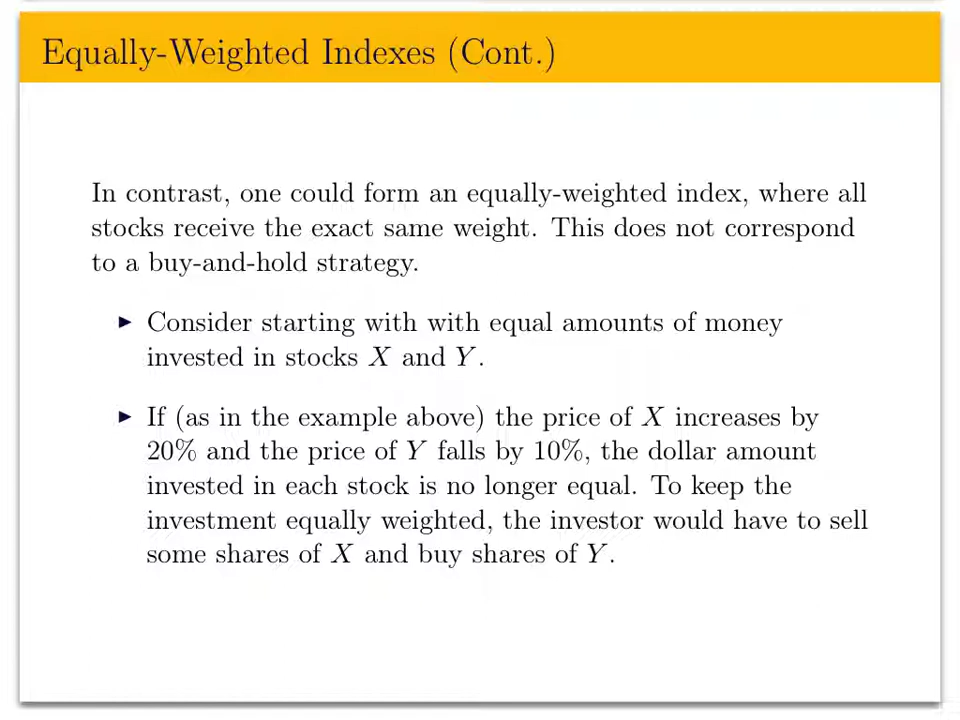 Equally-Weighted Indexes (Cont.)
In contrast, one could form an equally-weighted index, where all
stocks receive the exact same weight. This does not correspond
to a buy-and-hold strategy.
▶ Consider starting with with equal amounts of money
invested in stocks X and Y.
▶ If (as in the example above) the price of X increases by
20% and the price of Y falls by 10%, the dollar amount
invested in each stock is no longer equal. To keep the
investment equally weighted, the investor would have to sell
some shares of X and buy shares of Y.